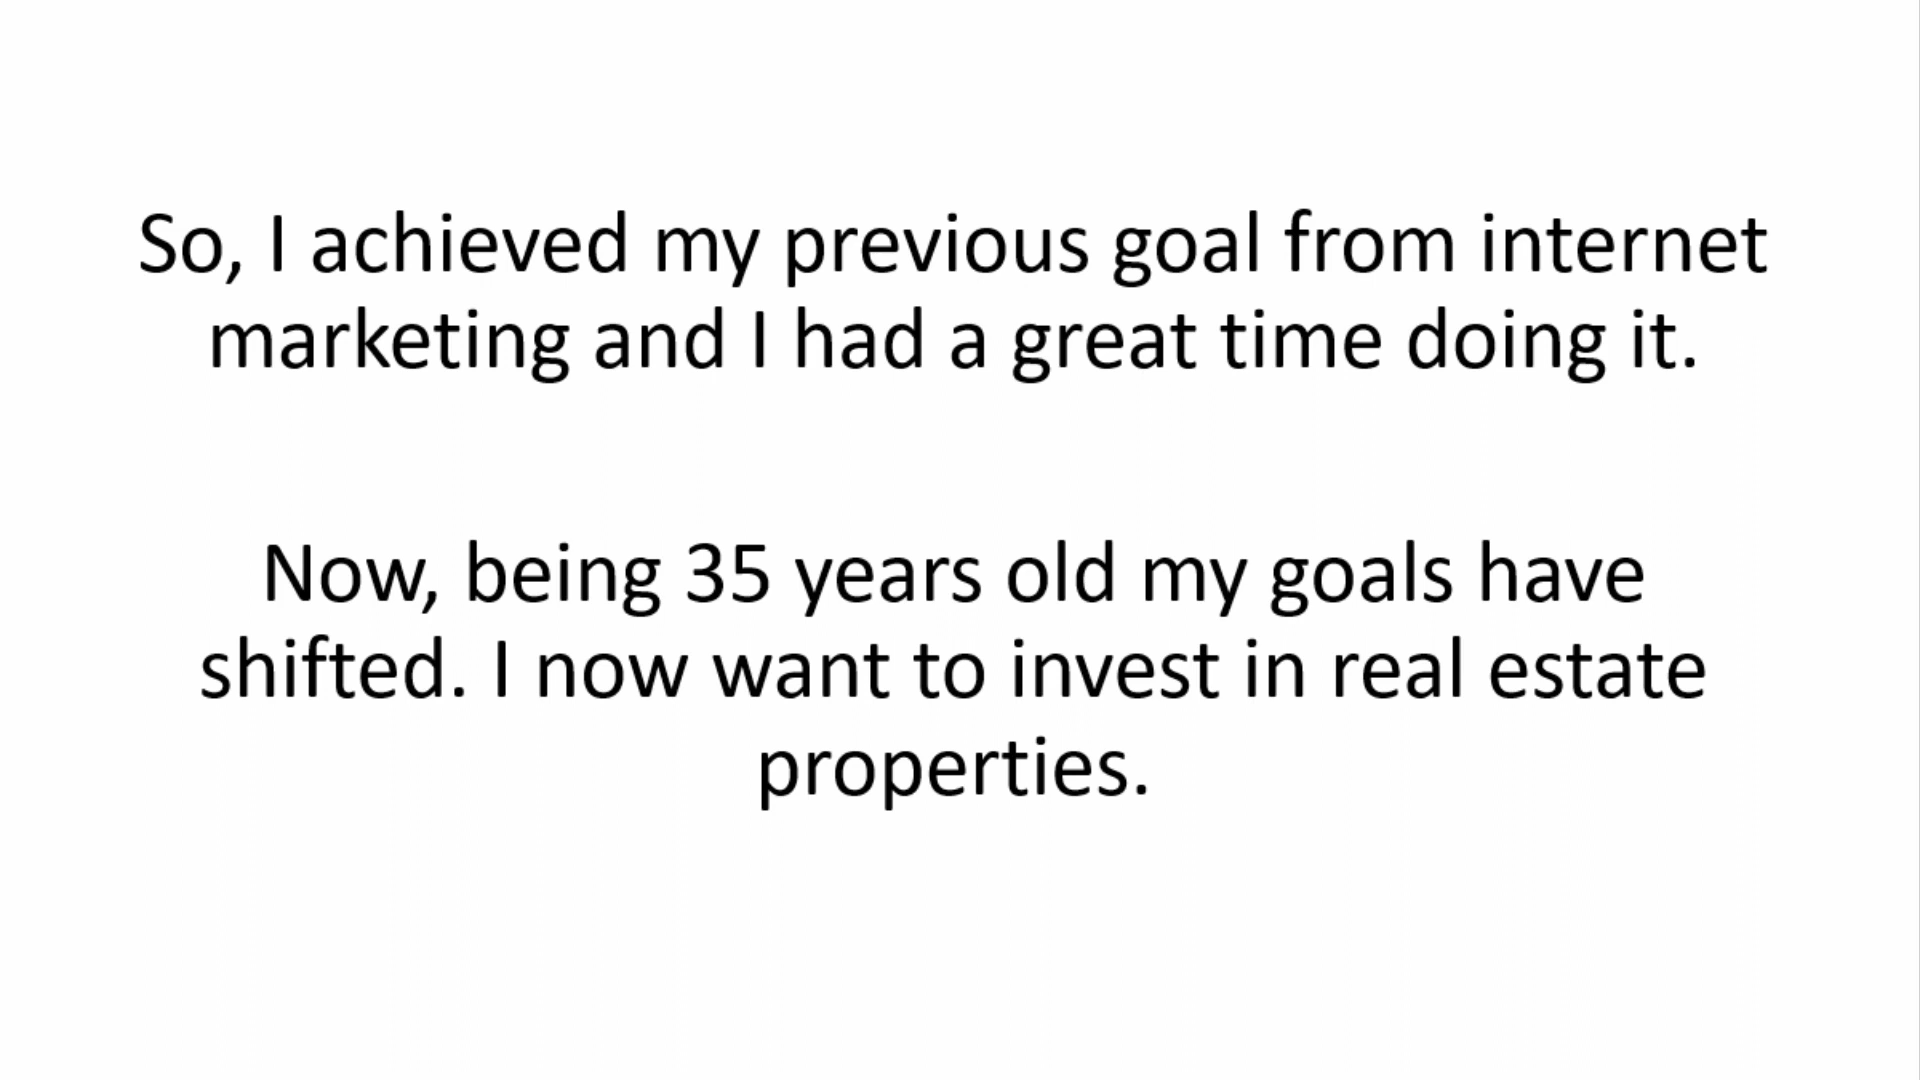 So, I achieved my previous goal from internet
marketing and I had a great time doing it.
Now, being 35 years old my goals have
shifted. I now want to invest in real estate
properties.